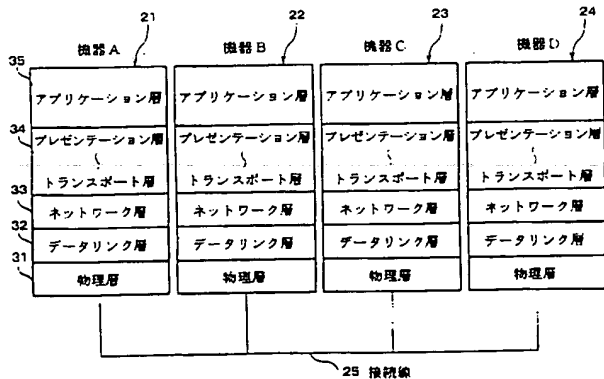 21 22 23 24
機器A 機器B 機器C 機器D
35
アプリケーション層 アプリケーション層 アプリケーション層 アプリケーション層
34
プレゼンテーション層 プレゼンテーション層 プレゼンテーション層 プレゼンテーション層
〜 〜 〜 〜
トランスポート層 トランスポート層 トランスポート層 トランスポート層
33
ネットワーク層 ネットワーク層 ネットワーク層 ネットワーク層
32
データリンク層 データリンク層 データリンク層 データリンク層
31
物理層 物理層 物理層 物理層
25 接続線